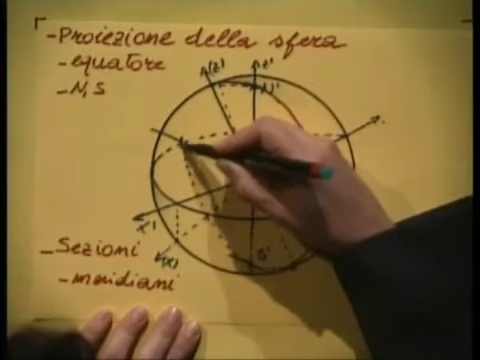 - Proiezione della sfera
- equatore
- N, S
(Z)'
Z'
N'
X'
(X)
S'
- Sezioni
- meridiani